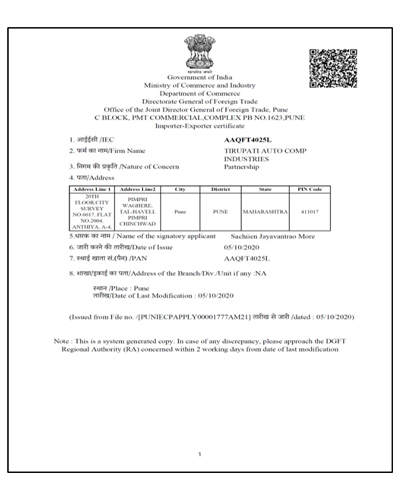 सत्यमेव जयते
Government of India
Ministry of Commerce and Industry
Department of Commerce
Directorate General of Foreign Trade
Office of the Joint Director General of Foreign Trade, Pune
C BLOCK, PMT COMMERCIAL,COMPLEX PB NO.1623,PUNE
Importer-Exporter certificate
1. आईईसी /IEC AAQFT4025L
2. फर्म का नाम/Firm Name TIRUPATI AUTO COMP
INDUSTRIES
3. निगम की प्रकृति /Nature of Concern Partnership
4. पता/Address
Address Line 1 Address Line2 City District State PIN Code
20TH
FLOOR,CITY
SURVEY
NO.6617, FLAT
NO.2004,
ANTHIYA, A-4,
PIMPRI
WAGHERE,
TAL-HAVELI,
PIMPRI
CHINCHWAD
Pune PUNE MAHARASHTRA 411017
5.धारक का नाम / Name of the signatory applicant Sachiien Jayavantrao More
6. जारी करने की तारीख/Date of Issue 05/10/2020
7. स्थाई खाता सं.(पैन) /PAN AAQFT4025L
8. शाखा/इकाई का पता/Address of the Branch/Div./Unit if any :NA
स्थान /Place : Pune
तारीख/Date of Last Modification : 05/10/2020
(Issued from File no. /[PUNIECPAPPLY00001777AM21] तारीख से जारी /dated : 05/10/2020)
Note : This is a system generated copy. In case of any discrepancy, please approach the DGFT
Regional Authority (RA) concerned within 2 working days from date of last modification
1